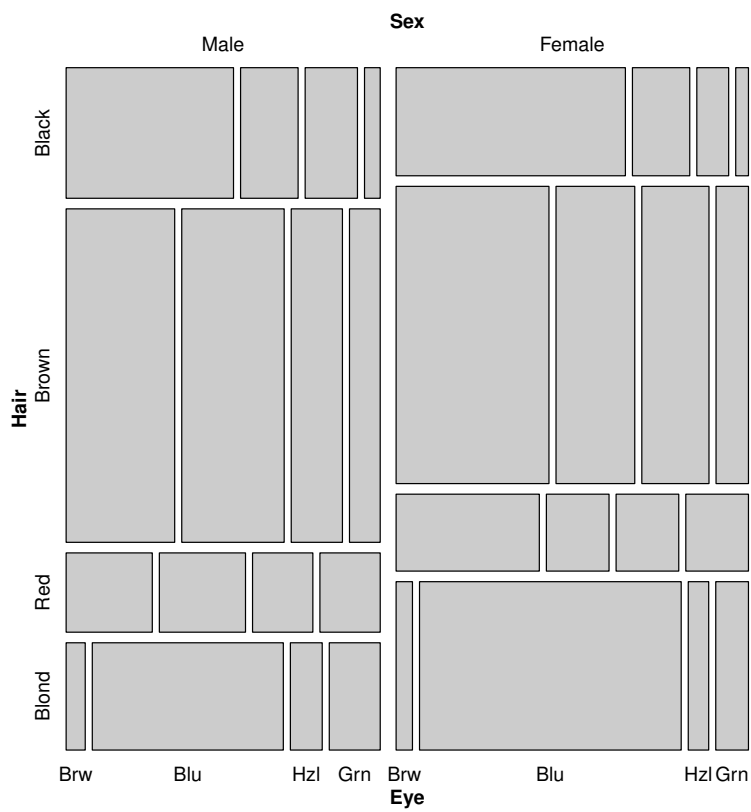 Sex
Male Female
Black
Brown
Hair
Red
Blond
Brw Blu Hzl Grn Brw Blu Hzl Grn
Eye